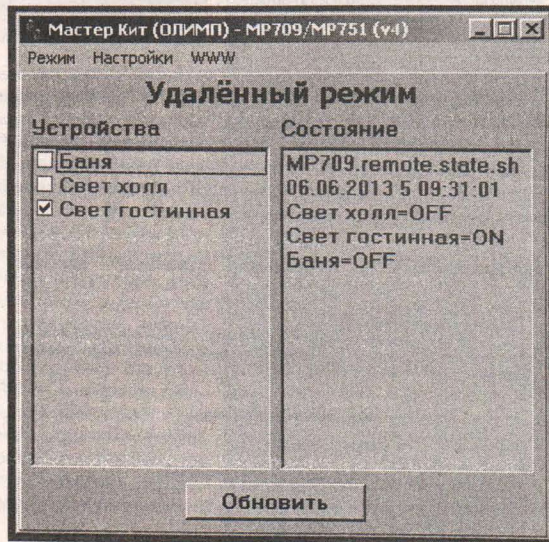 Мастер Кит (ОЛИМП) - MP709/MP751 (v4)
Режим Настройки WWW
Удалённый режим
Устройства
Баня
Свет холл
Свет гостинная
Состояние
MP709.remote.state.sh
06.06.2013 5 09:31:01
Свет холл=OFF
Свет гостинная=ON
Баня=OFF
Обновить